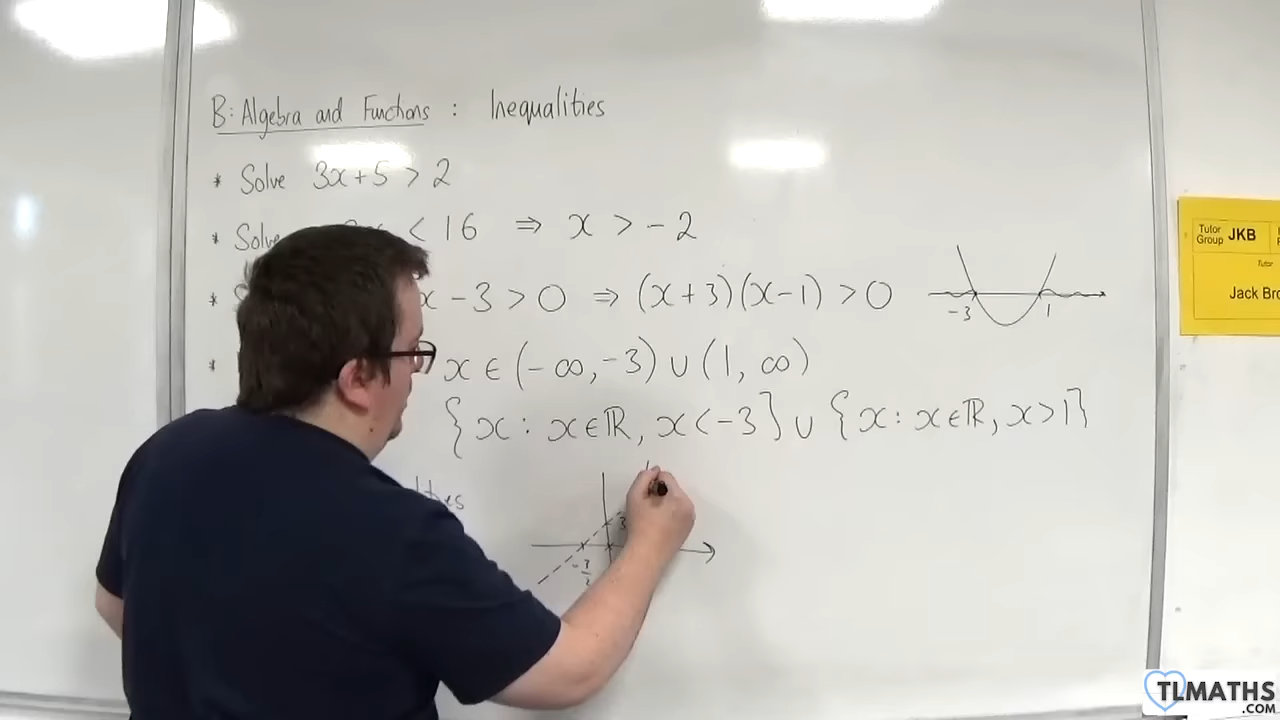 B: Algebra and Functions : Inequalities
* Solve 3x+5 > 2
* Solve < 16 ⇒ x > -2
* x - 3 > 0 ⇒ (x+3)(x-1) > 0
-3 1
* x ∈ (-∞, -3) ∪ (1, ∞)
{x : x∈ℝ, x<-3} ∪ {x : x∈ℝ, x>1}
3
Tutor Group JKB
Tutor
Jack Bro
TLMATHS
.COM